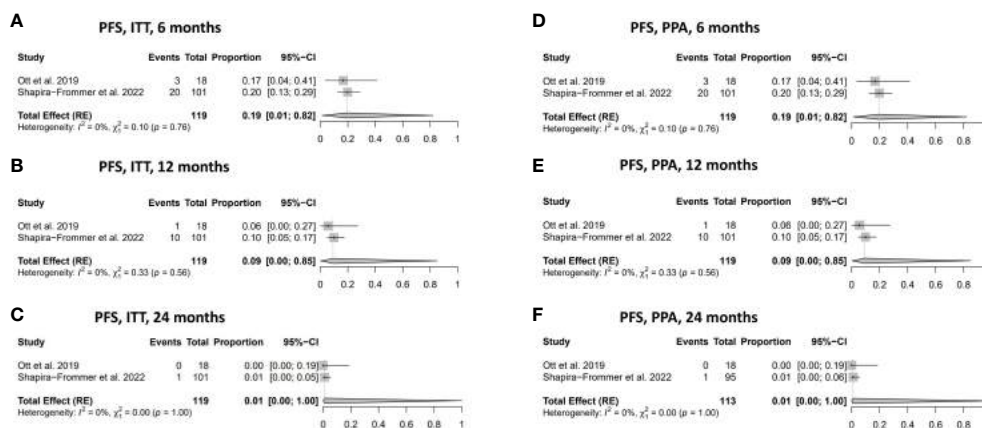 A
PFS, ITT, 6 months
Study Events Total Proportion 95%−CI
Ott et al. 2019 3 18 0.17 [0.04; 0.41]
Shapira−Frommer et al. 2022 20 101 0.20 [0.13; 0.29]
Total Effect (RE) 119 0.19 [0.01; 0.82]
Heterogeneity: I² = 0%, χ²₁ = 0.10 (p = 0.76)
0 0.2 0.4 0.6 0.8 1
B
PFS, ITT, 12 months
Study Events Total Proportion 95%−CI
Ott et al. 2019 1 18 0.06 [0.00; 0.27]
Shapira−Frommer et al. 2022 10 101 0.10 [0.05; 0.17]
Total Effect (RE) 119 0.09 [0.00; 0.85]
Heterogeneity: I² = 0%, χ²₁ = 0.33 (p = 0.56)
0 0.2 0.4 0.6 0.8 1
C
PFS, ITT, 24 months
Study Events Total Proportion 95%−CI
Ott et al. 2019 0 18 0.00 [0.00; 0.19]
Shapira−Frommer et al. 2022 1 101 0.01 [0.00; 0.05]
Total Effect (RE) 119 0.01 [0.00; 1.00]
Heterogeneity: I² = 0%, χ²₁ = 0.00 (p = 1.00)
0 0.2 0.4 0.6 0.8 1
D
PFS, PPA, 6 months
Study Events Total Proportion 95%−CI
Ott et al. 2019 3 18 0.17 [0.04; 0.41]
Shapira−Frommer et al. 2022 20 101 0.20 [0.13; 0.29]
Total Effect (RE) 119 0.19 [0.01; 0.82]
Heterogeneity: I² = 0%, χ²₁ = 0.10 (p = 0.76)
0 0.2 0.4 0.6 0.8
E
PFS, PPA, 12 months
Study Events Total Proportion 95%−CI
Ott et al. 2019 1 18 0.06 [0.00; 0.27]
Shapira−Frommer et al. 2022 10 101 0.10 [0.05; 0.17]
Total Effect (RE) 119 0.09 [0.00; 0.85]
Heterogeneity: I² = 0%, χ²₁ = 0.33 (p = 0.56)
0 0.2 0.4 0.6 0.8
F
PFS, PPA, 24 months
Study Events Total Proportion 95%−CI
Ott et al. 2019 0 18 0.00 [0.00; 0.19]
Shapira−Frommer et al. 2022 1 95 0.01 [0.00; 0.06]
Total Effect (RE) 113 0.01 [0.00; 1.00]
Heterogeneity: I² = 0%, χ²₁ = 0.00 (p = 1.00)
0 0.2 0.4 0.6 0.8